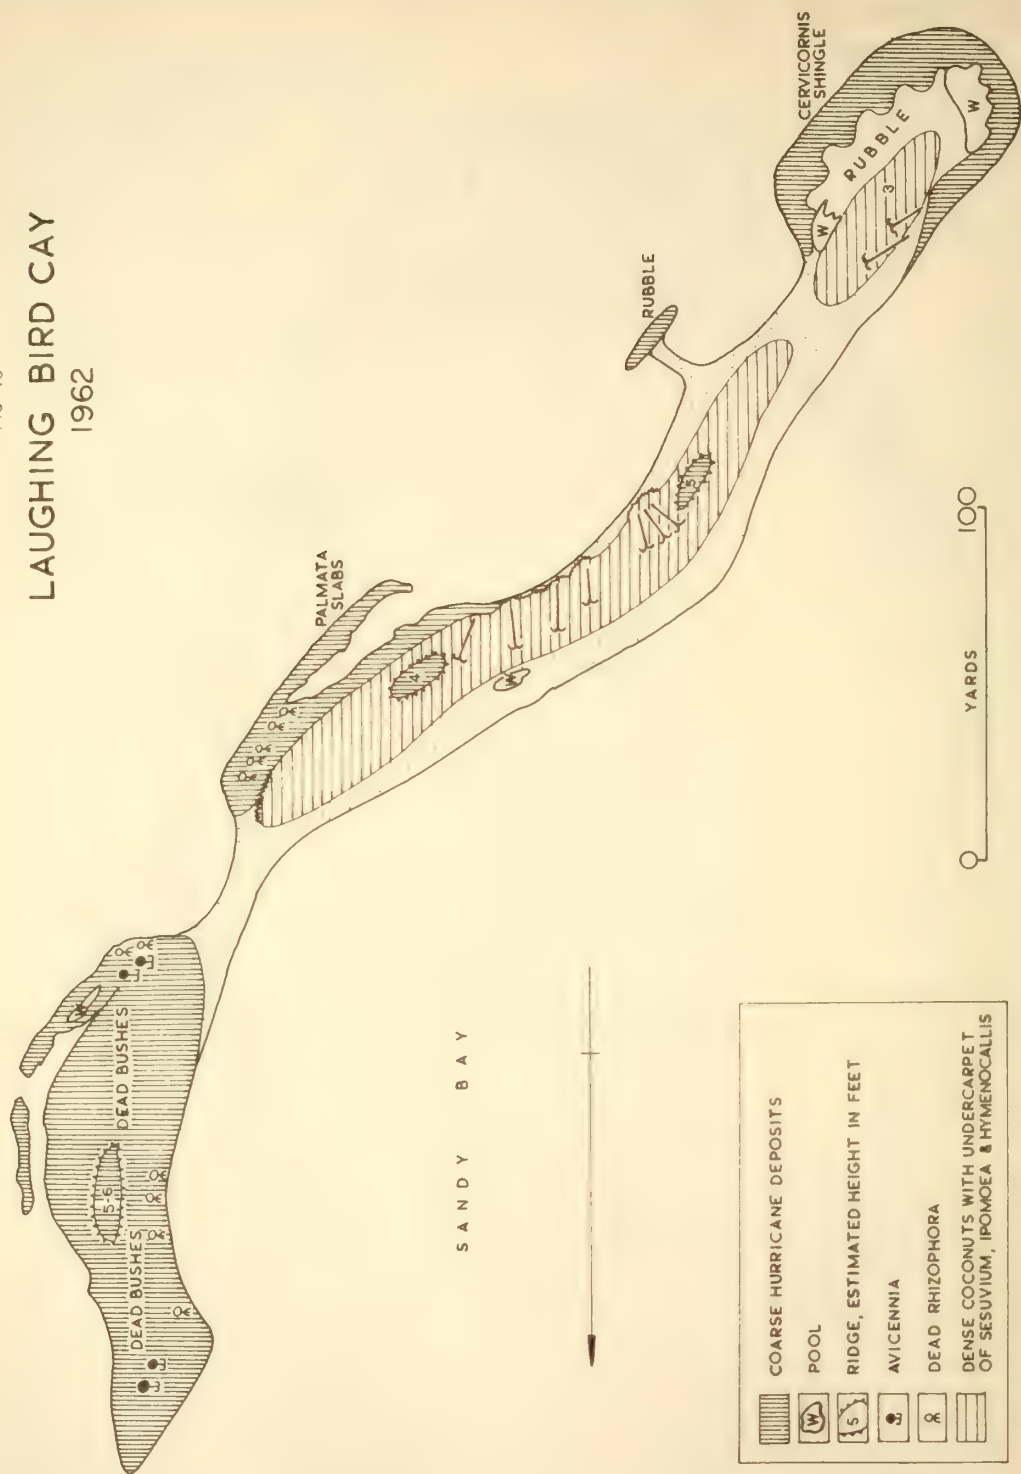 LAUGHING BIRD CAY
1962
CERVICORNIS
SHINGLE
RUBBLE
W
W
3
RUBBLE
5
PALMATA
SLABS
4
W
W
DEAD BUSHES
5-6
DEAD BUSHES
SANDY BAY
0 YARDS 100
COARSE HURRICANE DEPOSITS
W POOL
5 RIDGE, ESTIMATED HEIGHT IN FEET
AVICENNIA
DEAD RHIZOPHORA
DENSE COCONUTS WITH UNDERCARPET
OF SESUVIUM, IPOMOEA & HYMENOCALLIS